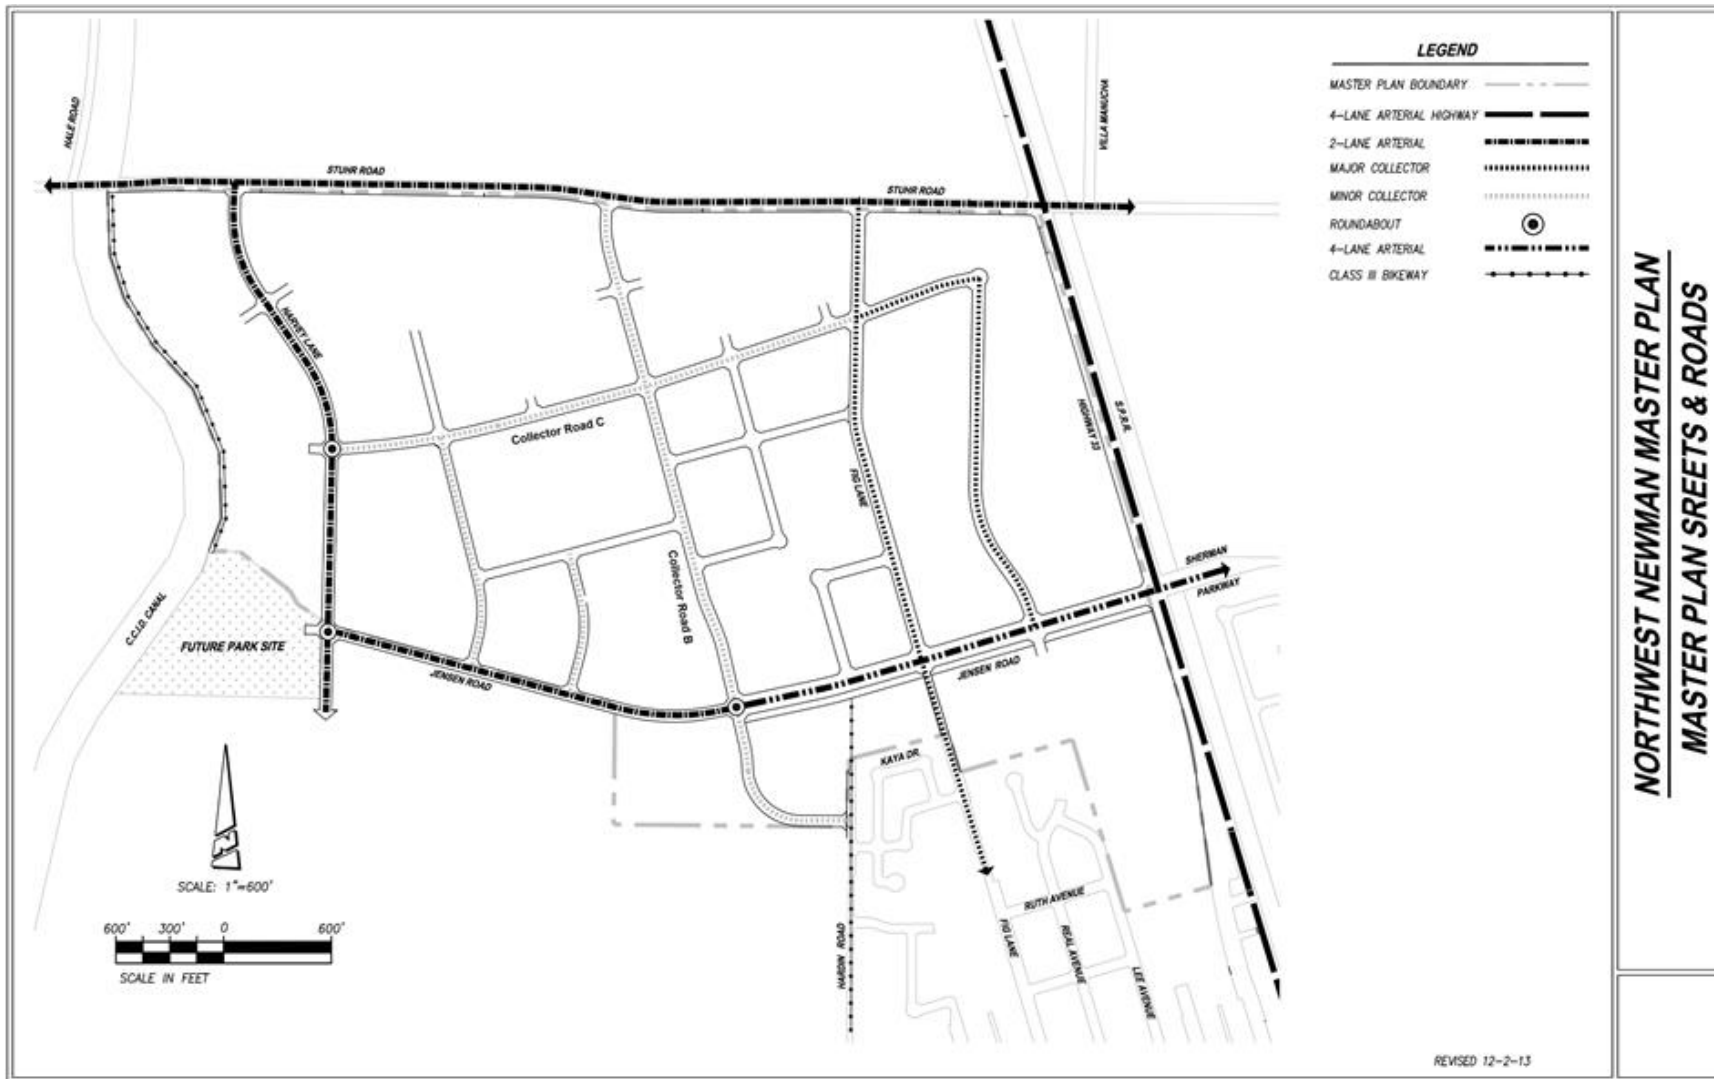 LEGEND
MASTER PLAN BOUNDARY
4-LANE ARTERIAL HIGHWAY
2-LANE ARTERIAL
MAJOR COLLECTOR
MINOR COLLECTOR
ROUNDABOUT
4-LANE ARTERIAL
CLASS III BIKEWAY
HALE ROAD
VILLA MANUCHA
STUHR ROAD
STUHR ROAD
HARVEY LANE
Collector Road C
FIG LANE
HIGHWAY 33
S.P.R.R.
Collector Road B
SHERMAN
PARKWAY
C.C.I.D. CANAL
FUTURE PARK SITE
JENSEN ROAD
JENSEN ROAD
KAYA DR.
RUTH AVENUE
HARDIN ROAD
FIG LANE
REAL AVENUE
LEE AVENUE
N
SCALE: 1"=600'
600' 300' 0 600'
SCALE IN FEET
NORTHWEST NEWMAN MASTER PLAN
MASTER PLAN SREETS & ROADS
REVISED 12-2-13